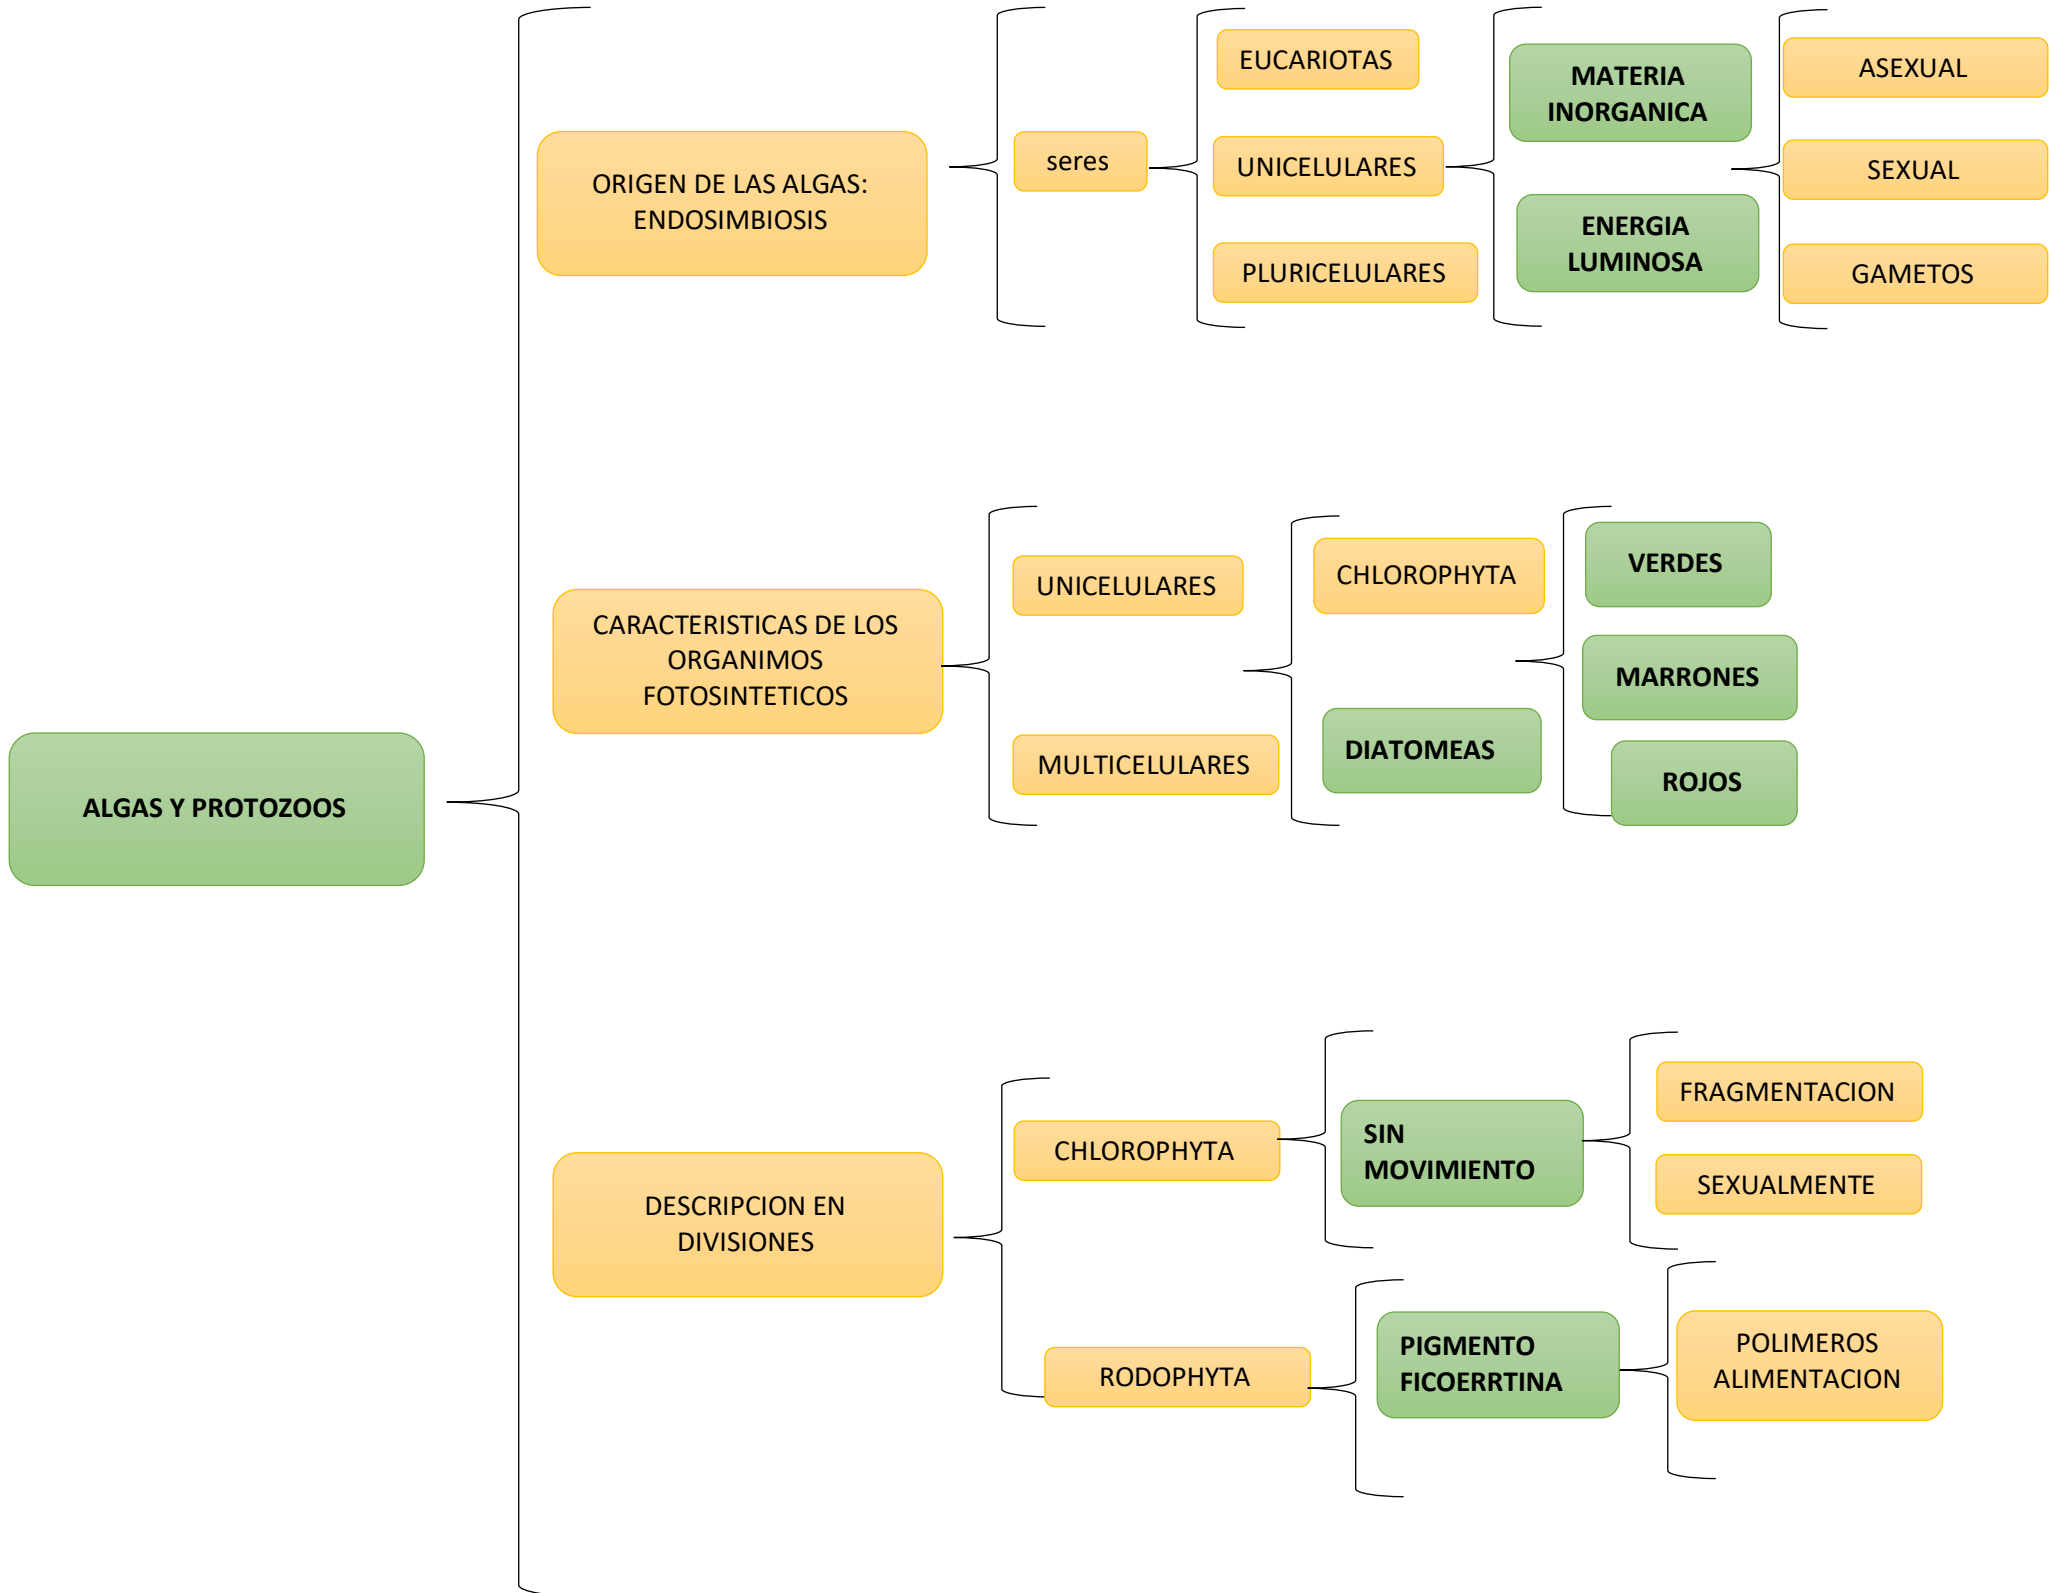 ALGAS Y PROTOZOOS
ORIGEN DE LAS ALGAS:
ENDOSIMBIOSIS
seres
EUCARIOTAS
UNICELULARES
PLURICELULARES
MATERIA
INORGANICA
ENERGIA
LUMINOSA
ASEXUAL
SEXUAL
GAMETOS
CARACTERISTICAS DE LOS
ORGANIMOS
FOTOSINTETICOS
UNICELULARES
MULTICELULARES
CHLOROPHYTA
DIATOMEAS
VERDES
MARRONES
ROJOS
DESCRIPCION EN
DIVISIONES
CHLOROPHYTA
SIN
MOVIMIENTO
FRAGMENTACION
SEXUALMENTE
RODOPHYTA
PIGMENTO
FICOERRTINA
POLIMEROS
ALIMENTACION